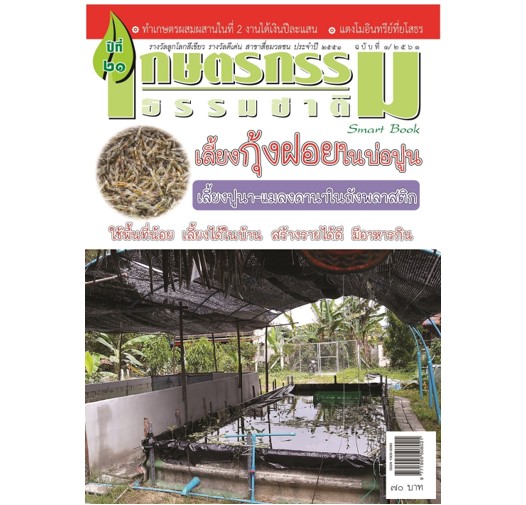 • ทำเกษตรผสมผสานในที่ 2 งานได้เงินปีละแสน • แตงโมอินทรีย์ที่ยโสธร
ปีที่ ๒๑
รางวัลลูกโลกสีเขียว รางวัลดีเด่น สาขาสื่อมวลชน ประจำปี ๒๕๕๑ ฉบับที่ ๑/๒๕๖๑
เกษตรกรรม
ธรรมชาติ
Smart Book
เลี้ยงกุ้งฝอยในบ่อปูน
เลี้ยงปูนา-แมลงดานาในถังพลาสติก
ใช้พื้นที่น้อย เลี้ยงได้ในบ้าน สร้างรายได้ดี มีอาหารกิน
๗๐ บาท